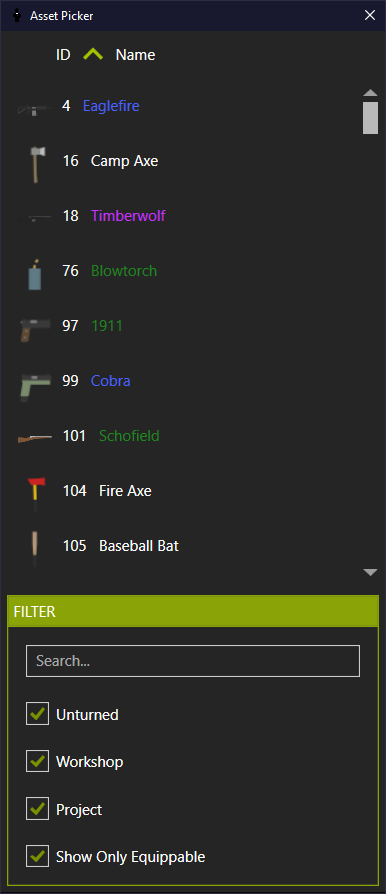 Asset Picker
ID Name
4 Eaglefire
16 Camp Axe
18 Timberwolf
76 Blowtorch
97 1911
99 Cobra
101 Schofield
104 Fire Axe
105 Baseball Bat
FILTER
Search...
Unturned
Workshop
Project
Show Only Equippable